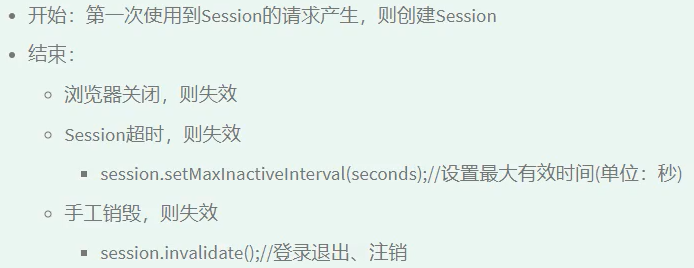 开始：第一次使用到Session的请求产生，则创建Session
结束：
浏览器关闭，则失效
Session超时，则失效
session.setMaxInactiveInterval(seconds);//设置最大有效时间(单位：秒)
手工销毁，则失效
session.invalidate();//登录退出、注销